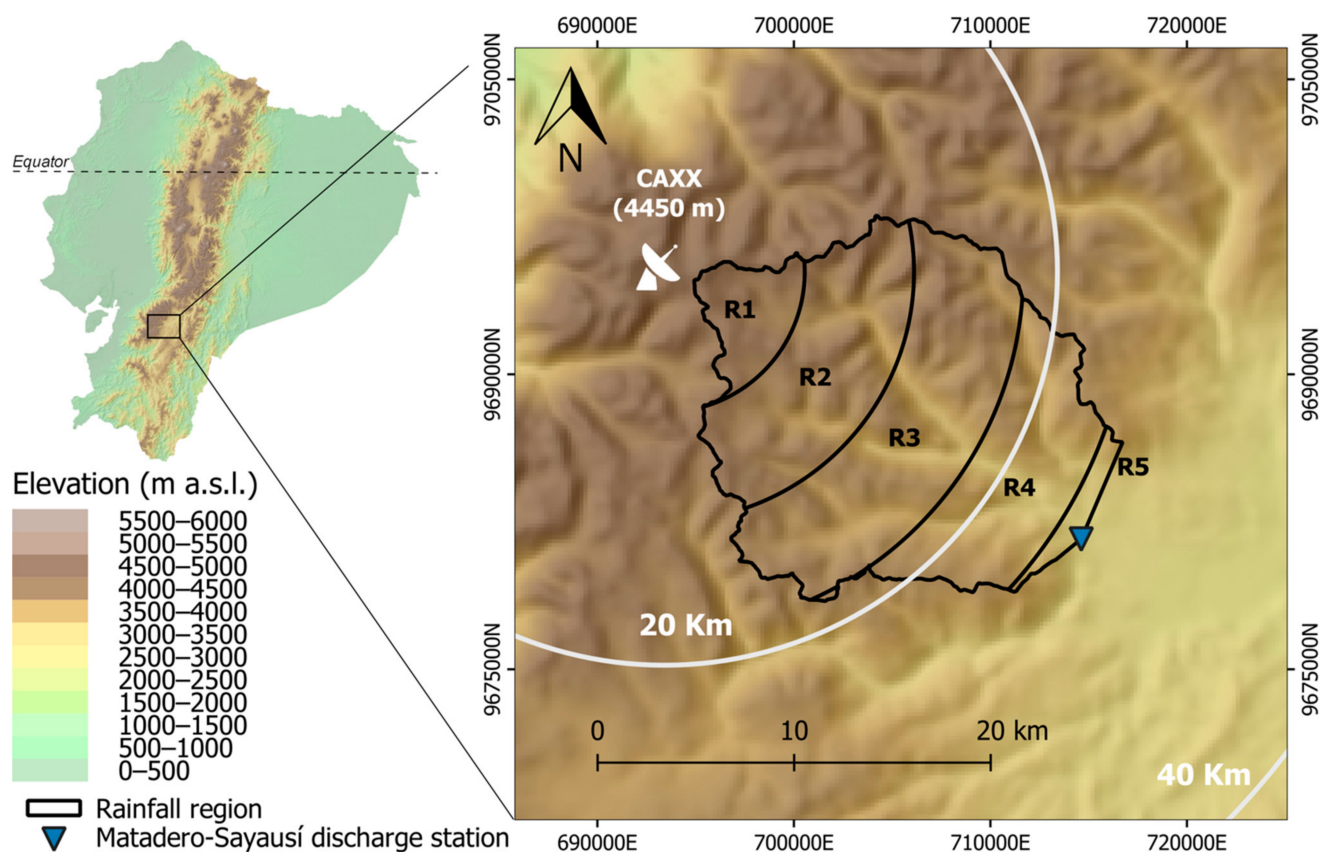 690000E 700000E 710000E 720000E
9705000N 9705000N
N
Equator
CAXX
(4450 m)
R1
R2
9690000N 9690000N
R3
R5
R4
Elevation (m a.s.l.)
5500–6000
5000–5500
4500–5000
4000–4500
3500–4000
3000–3500
2500–3000
2000–2500
1500–2000
1000–1500
500–1000
0–500
20 Km
9675000N 9675000N
0 10 20 km
40 Km
Rainfall region
Matadero-Sayausí discharge station
690000E 700000E 710000E 720000E